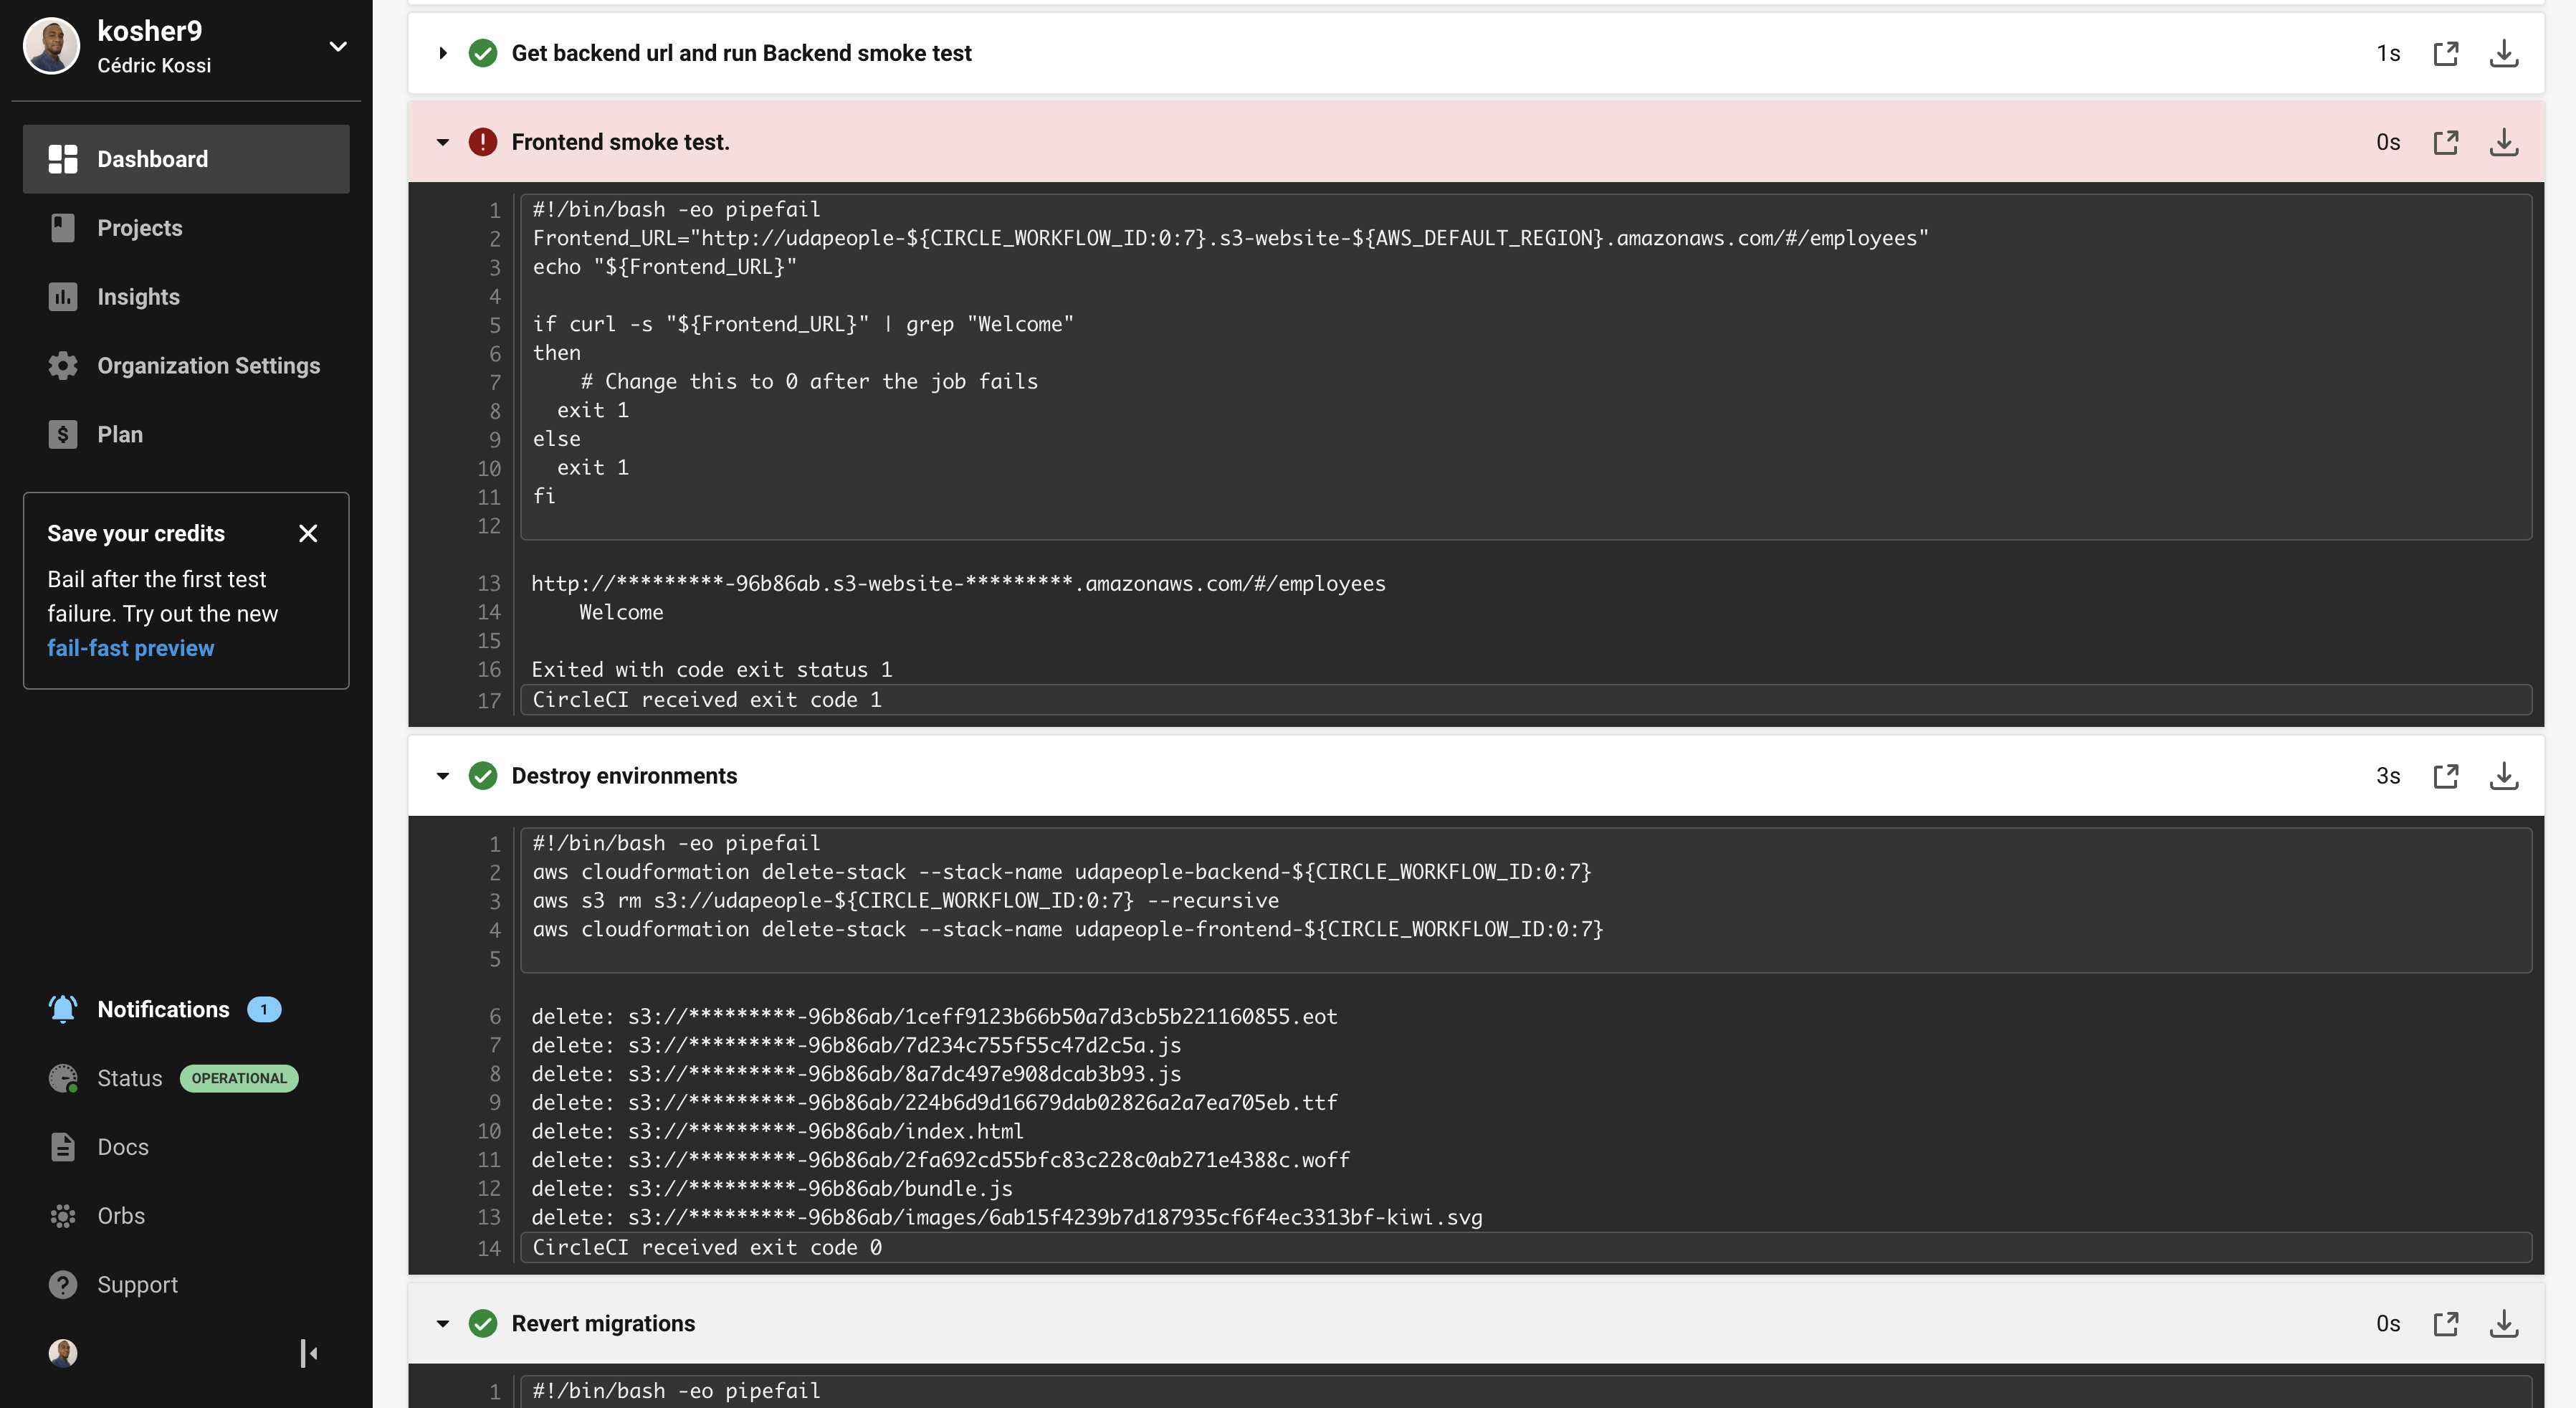 kosher9
Cédric Kossi
Dashboard
Projects
Insights
Organization Settings
$ Plan
Save your credits
Bail after the first test
failure. Try out the new
fail-fast preview
Notifications 1
Status OPERATIONAL
Docs
Orbs
? Support
Get backend url and run Backend smoke test 1s
! Frontend smoke test. 0s
1 #!/bin/bash -eo pipefail
2 Frontend_URL="http://udapeople-${CIRCLE_WORKFLOW_ID:0:7}.s3-website-${AWS_DEFAULT_REGION}.amazonaws.com/#/employees"
3 echo "${Frontend_URL}"
4
5 if curl -s "${Frontend_URL}" | grep "Welcome"
6 then
7     # Change this to 0 after the job fails
8   exit 1
9 else
10   exit 1
11 fi
12
13 http://*********-96b86ab.s3-website-*********.amazonaws.com/#/employees
14     Welcome
15
16 Exited with code exit status 1
17 CircleCI received exit code 1
Destroy environments 3s
1 #!/bin/bash -eo pipefail
2 aws cloudformation delete-stack --stack-name udapeople-backend-${CIRCLE_WORKFLOW_ID:0:7}
3 aws s3 rm s3://udapeople-${CIRCLE_WORKFLOW_ID:0:7} --recursive
4 aws cloudformation delete-stack --stack-name udapeople-frontend-${CIRCLE_WORKFLOW_ID:0:7}
5
6 delete: s3://*********-96b86ab/1ceff9123b66b50a7d3cb5b221160855.eot
7 delete: s3://*********-96b86ab/7d234c755f55c47d2c5a.js
8 delete: s3://*********-96b86ab/8a7dc497e908dcab3b93.js
9 delete: s3://*********-96b86ab/224b6d9d16679dab02826a2a7ea705eb.ttf
10 delete: s3://*********-96b86ab/index.html
11 delete: s3://*********-96b86ab/2fa692cd55bfc83c228c0ab271e4388c.woff
12 delete: s3://*********-96b86ab/bundle.js
13 delete: s3://*********-96b86ab/images/6ab15f4239b7d187935cf6f4ec3313bf-kiwi.svg
14 CircleCI received exit code 0
Revert migrations 0s
1 #!/bin/bash -eo pipefail